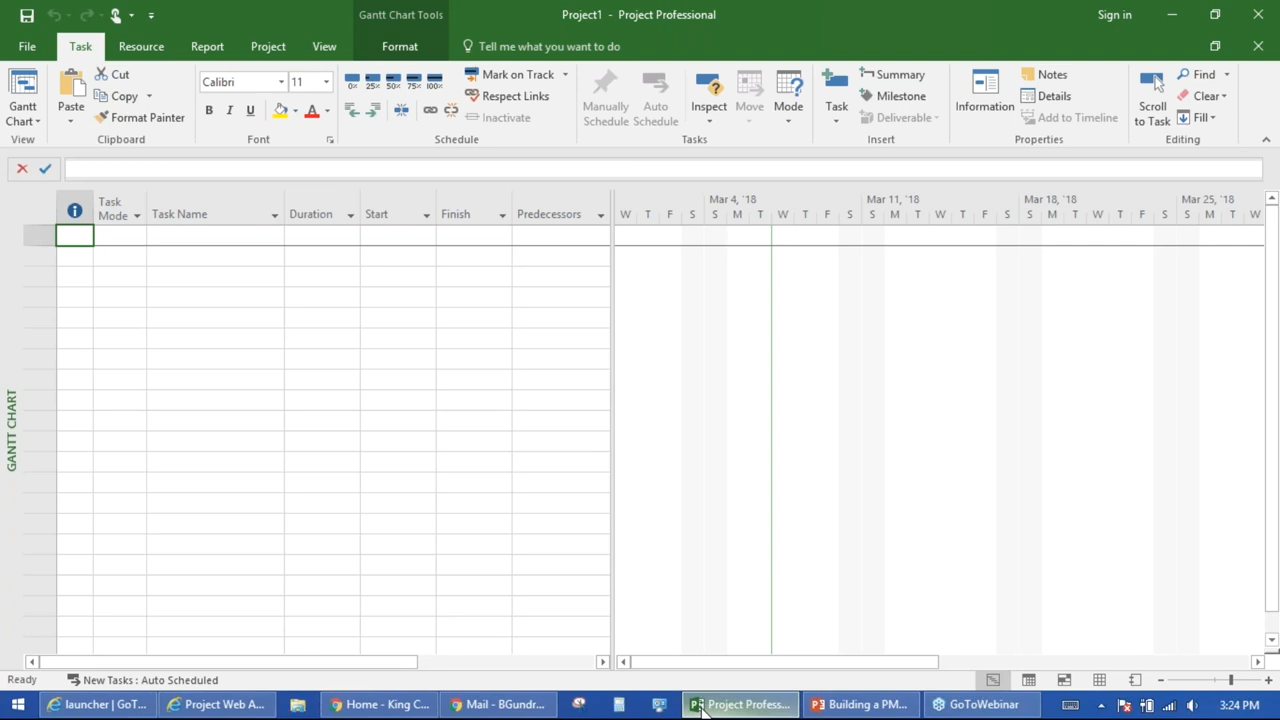 Gantt Chart Tools
Project1 - Project Professional
Sign in
File Task Resource Report Project View Format Tell me what you want to do
Gantt Chart
View
Paste
Cut
Copy
Format Painter
Clipboard
Calibri 11
B I U A
Font
0% 25% 50% 75% 100%
Mark on Track
Respect Links
Inactivate
Schedule
Manually Schedule
Auto Schedule
Inspect
Move
Mode
Tasks
Task
Summary
Milestone
Deliverable
Insert
Information
Notes
Details
Add to Timeline
Properties
Scroll to Task
Find
Clear
Fill
Editing
Task Mode
Task Name
Duration
Start
Finish
Predecessors
Mar 4, '18 Mar 11, '18 Mar 18, '18 Mar 25, '18
W T F S S M T W T F S S M T W T F S S M T W T F S S M T W
GANTT CHART
Ready New Tasks : Auto Scheduled
launcher | GoT...
Project Web A...
Home - King C...
Mail - BGundr...
Project Profess...
Building a PM...
GoToWebinar
3:24 PM